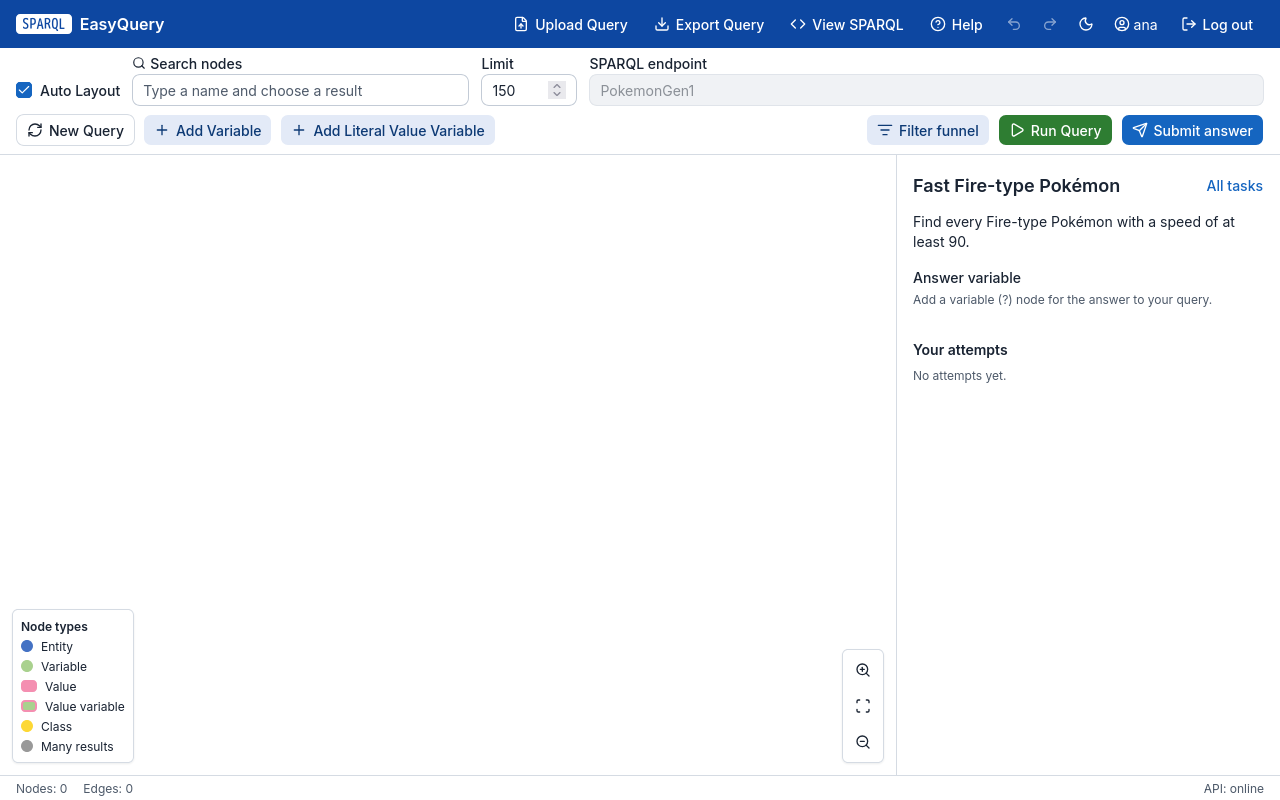 SPARQL EasyQuery
Upload Query
Export Query
View SPARQL
Help
ana
Log out
Auto Layout
Search nodes
Type a name and choose a result
Limit
150
SPARQL endpoint
PokemonGen1
New Query
Add Variable
Add Literal Value Variable
Filter funnel
Run Query
Submit answer
Fast Fire-type Pokémon
All tasks
Find every Fire-type Pokémon with a speed of at
least 90.
Answer variable
Add a variable (?) node for the answer to your query.
Your attempts
No attempts yet.
Node types
Entity
Variable
Value
Value variable
Class
Many results
Nodes: 0
Edges: 0
API: online